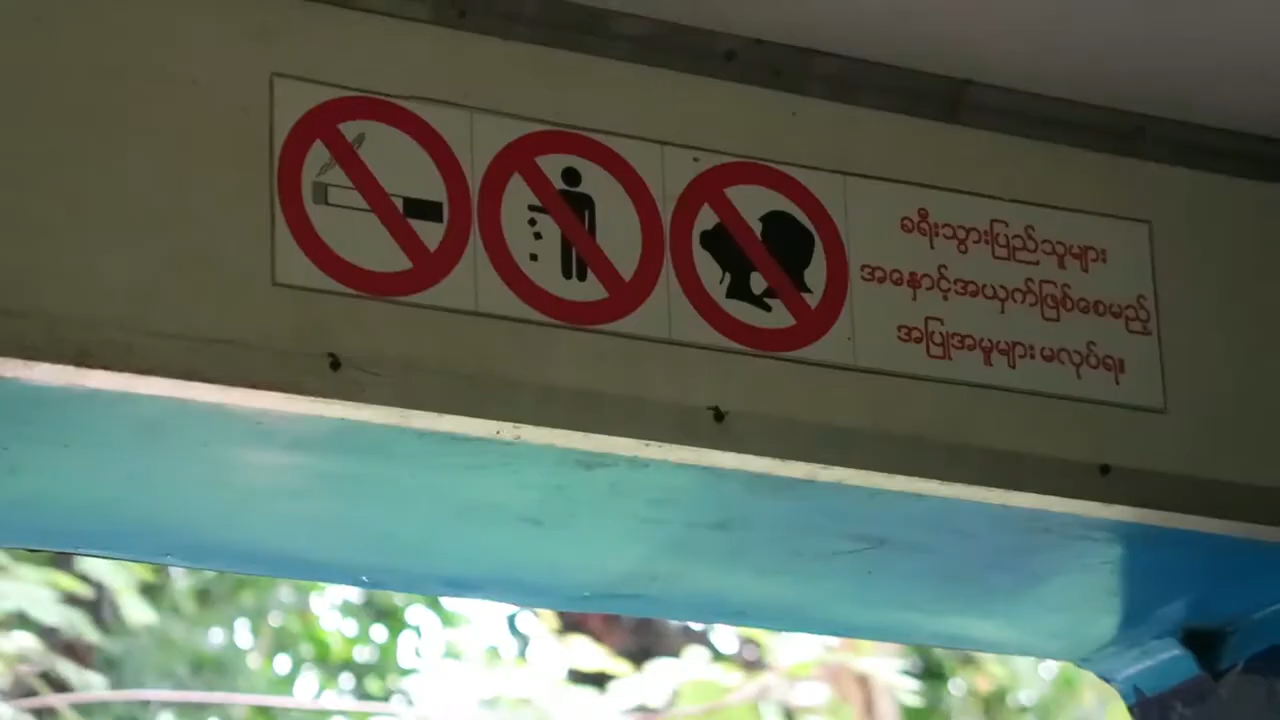 ခရီးသွားပြည်သူများ
အနှောင့်အယှက်ဖြစ်စေမည့်
အပြုအမူများ မလုပ်ရ။